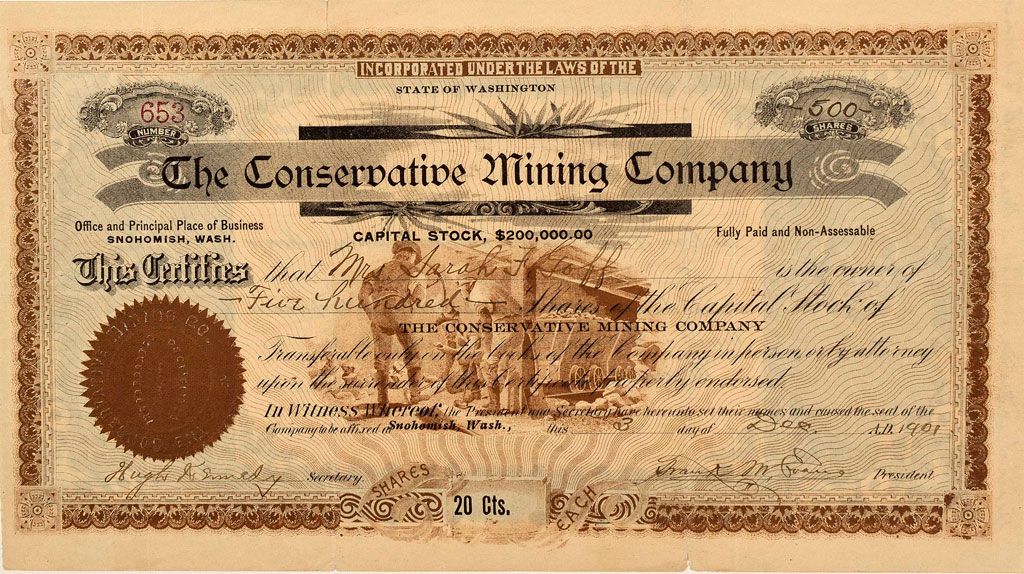 INCORPORATED UNDER THE LAWS OF THE
STATE OF WASHINGTON
653
NUMBER
500
SHARES
The Conservative Mining Company
Office and Principal Place of Business
SNOHOMISH, WASH.
CAPITAL STOCK, $200,000.00
Fully Paid and Non-Assessable
This Certifies that Mrs Sarah T. Goff is the owner of
Five hundred Shares of the Capital Stock of
THE CONSERVATIVE MINING COMPANY
Transferable only on the books of the Company in person or by attorney
upon the surrender of this Certificate properly endorsed.
In Witness Whereof, the President and Secretary have hereunto set their names and caused the seal of the
Company to be affixed at Snohomish, Wash., this 3 day of Dec. A.D. 1901
Secretary.
Frank M President
SHARES
20 Cts.
EACH